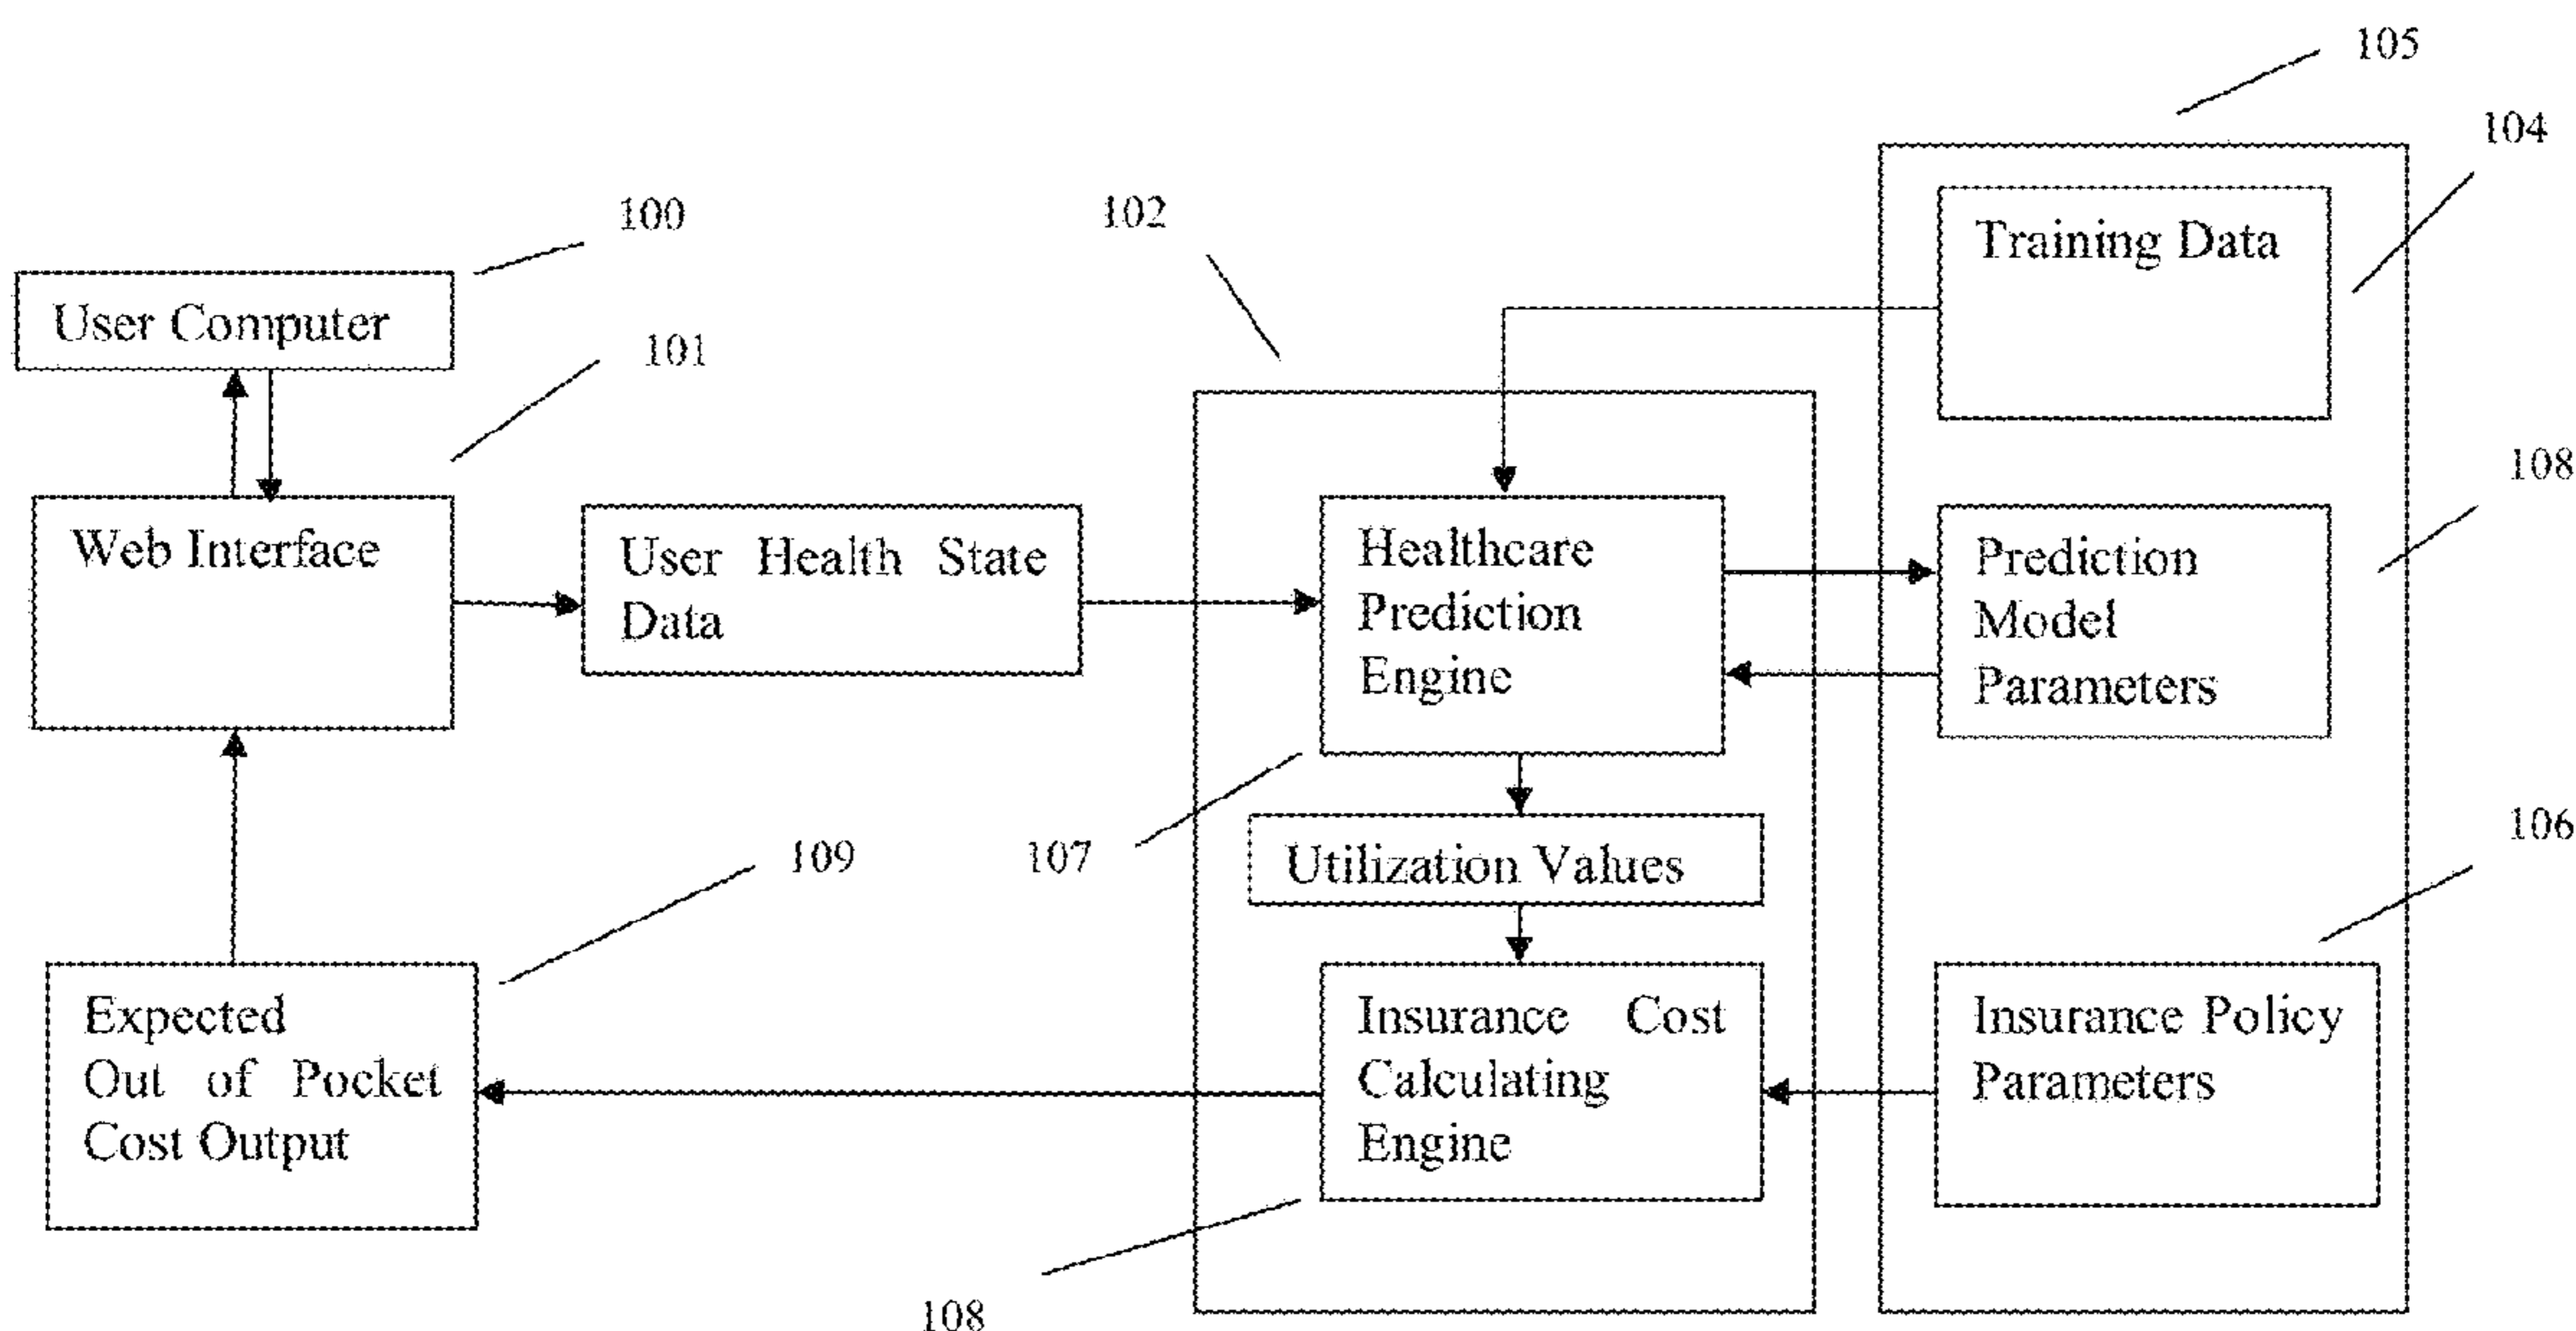 105
104
100
102
Training Data
User Computer
101
108
Web Interface
User Health State
Data
Healthcare
Prediction
Engine
Prediction
Model
Parameters
106
109
107
Utilization Values
Expected
Out of Pocket
Cost Output
Insurance Cost
Calculating
Engine
Insurance Policy
Parameters
108